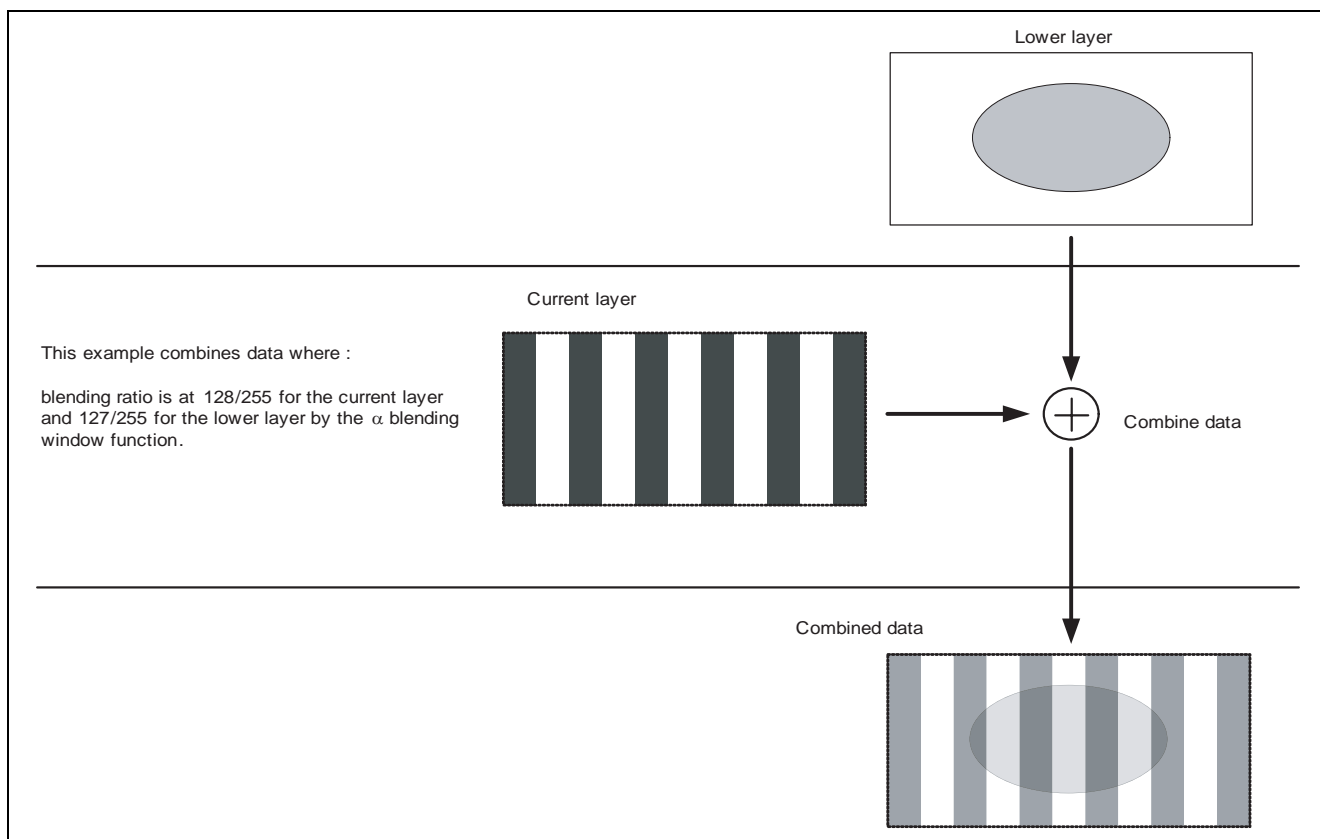 Lower layer
Current layer
This example combines data where :
blending ratio is at 128/255 for the current layer
and 127/255 for the lower layer by the α blending
window function.
Combine data
Combined data